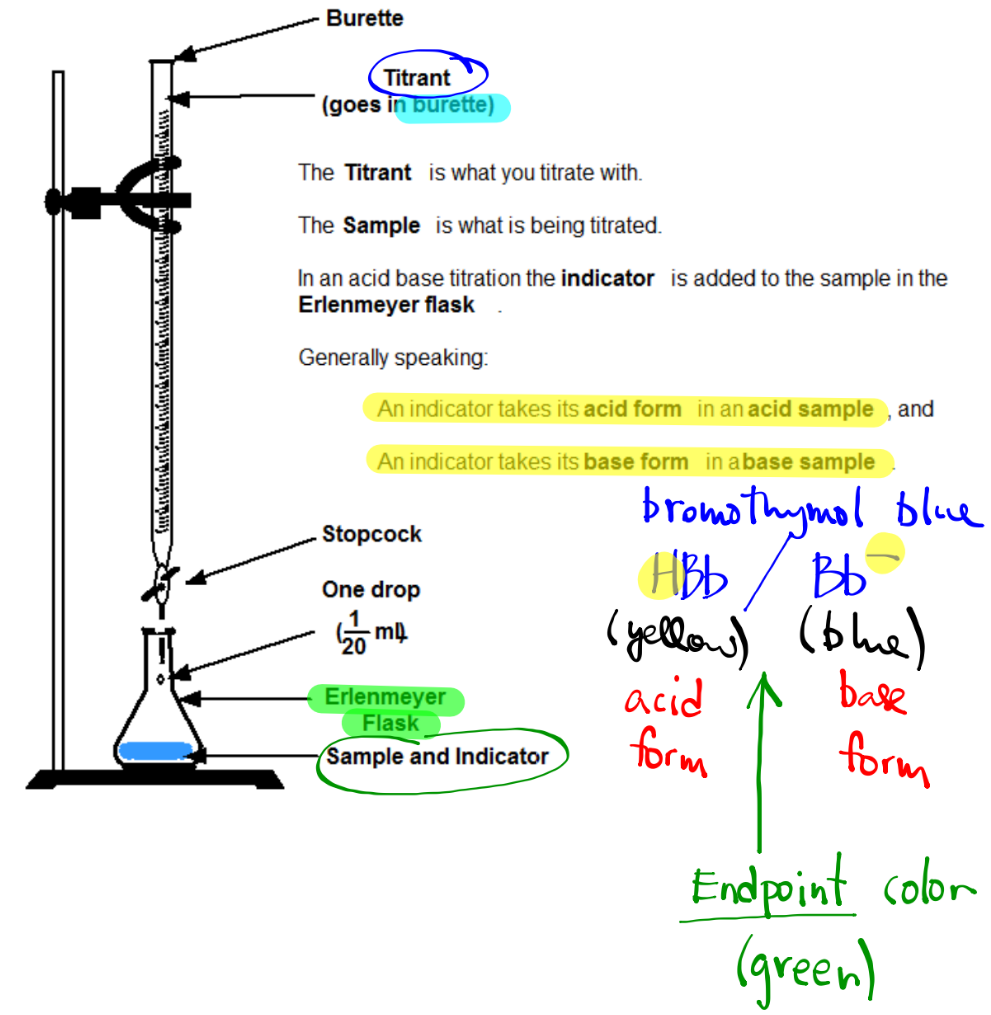 Burette
Titrant
(goes in burette)
The Titrant is what you titrate with.
The Sample is what is being titrated.
In an acid base titration the indicator is added to the sample in the
Erlenmeyer flask .
Generally speaking:
An indicator takes its acid form in an acid sample , and
An indicator takes its base form in a base sample .
bromothymol blue
HBb Bb⁻
(yellow) (blue)
acid base
form form
Stopcock
One drop
(1/20 ml)
Erlenmeyer
Flask
Sample and Indicator
Endpoint color
(green)